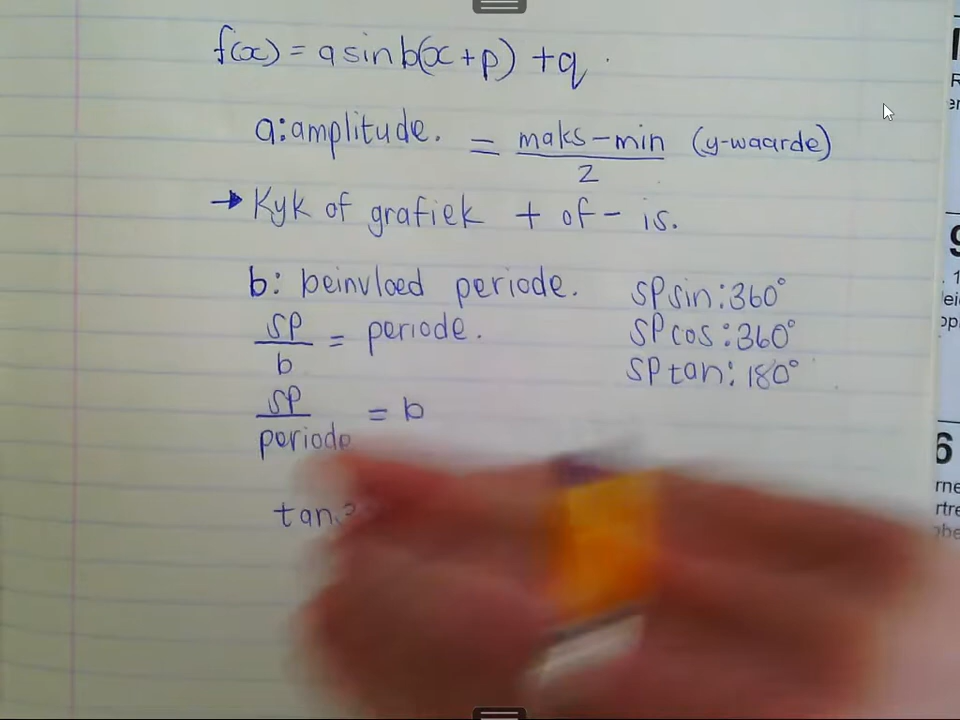 f(x) = a sin b(x + p) + q
a: amplitude. = maks - min / 2 (y-waarde)
→ Kyk of grafiek + of - is.
b: beinvloed periode.
SP / b = periode.
SP / periode = b
SP sin: 360°
SP cos: 360°
SP tan: 180°
tan